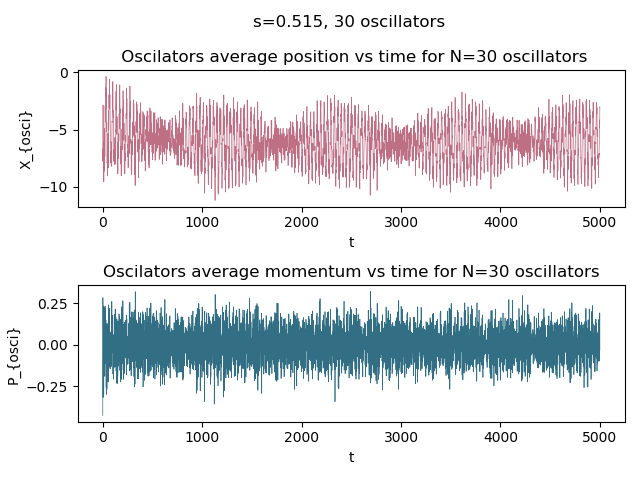 s=0.515, 30 oscillators
Oscilators average position vs time for N=30 oscillators
0
−5
−10
X_{osci}
0 1000 2000 3000 4000 5000
t
Oscilators average momentum vs time for N=30 oscillators
0.25
0.00
−0.25
P_{osci}
0 1000 2000 3000 4000 5000
t